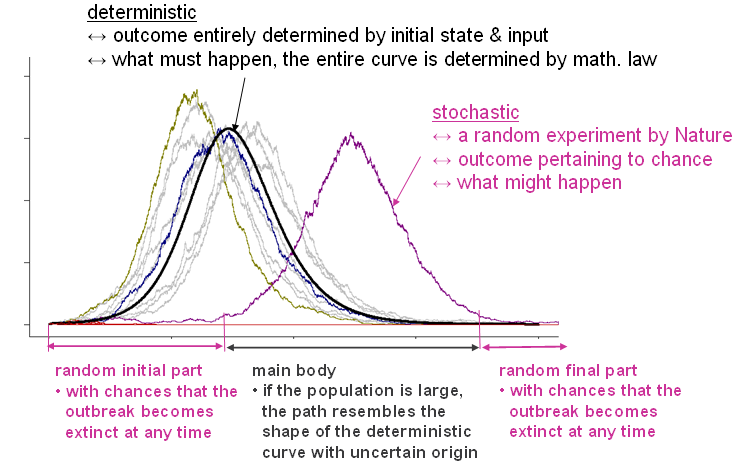 deterministic
↔ outcome entirely determined by initial state & input
↔ what must happen, the entire curve is determined by math. law
stochastic
↔ a random experiment by Nature
↔ outcome pertaining to chance
↔ what might happen
random initial part
• with chances that the
outbreak becomes
extinct at any time
main body
• if the population is large,
the path resembles the
shape of the deterministic
curve with uncertain origin
random final part
• with chances that the
outbreak becomes
extinct at any time